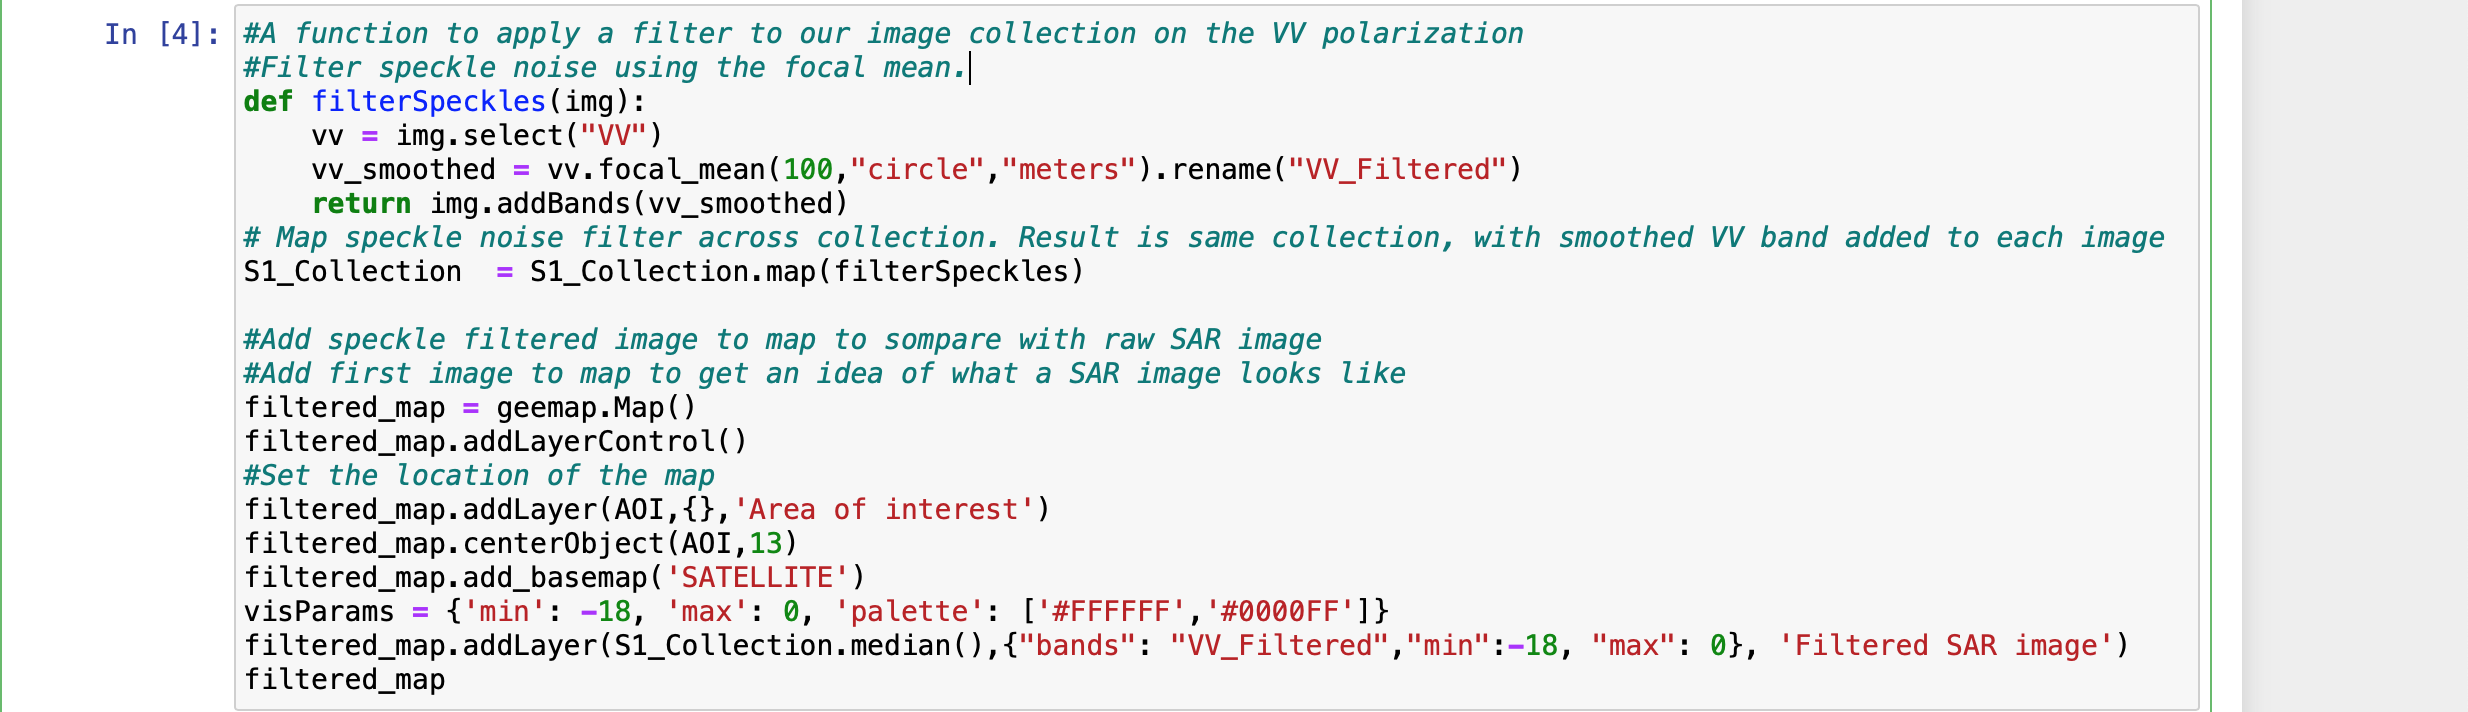 In [4]: #A function to apply a filter to our image collection on the VV polarization
#Filter speckle noise using the focal mean.
def filterSpeckles(img):
    vv = img.select("VV")
    vv_smoothed = vv.focal_mean(100,"circle","meters").rename("VV_Filtered")
    return img.addBands(vv_smoothed)
# Map speckle noise filter across collection. Result is same collection, with smoothed VV band added to each image
S1_Collection  = S1_Collection.map(filterSpeckles)

#Add speckle filtered image to map to sompare with raw SAR image
#Add first image to map to get an idea of what a SAR image looks like
filtered_map = geemap.Map()
filtered_map.addLayerControl()
#Set the location of the map
filtered_map.addLayer(AOI,{},'Area of interest')
filtered_map.centerObject(AOI,13)
filtered_map.add_basemap('SATELLITE')
visParams = {'min': -18, 'max': 0, 'palette': ['#FFFFFF','#0000FF']}
filtered_map.addLayer(S1_Collection.median(),{"bands": "VV_Filtered","min":-18, "max": 0}, 'Filtered SAR image')
filtered_map